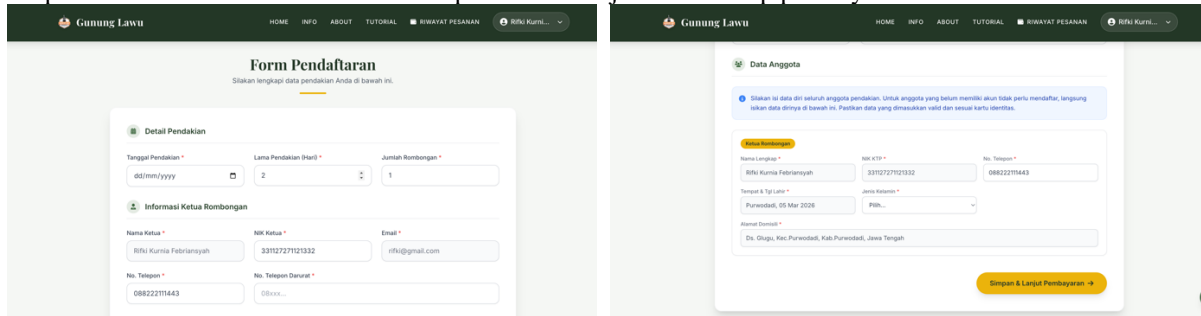 Gunung Lawu
HOME INFO ABOUT TUTORIAL RIWAYAT PESANAN Rifki Kurni...
Form Pendaftaran
Silakan lengkapi data pendakian Anda di bawah ini.
Detail Pendakian
Tanggal Pendakian * Lama Pendakian (Hari) * Jumlah Rombongan *
dd/mm/yyyy 2 1
Informasi Ketua Rombongan
Nama Ketua * NIK Ketua * Email *
Rifki Kurnia Febriansyah 331127271121332 rifki@gmail.com
No. Telepon * No. Telepon Darurat *
088222111443 08xxx...
Gunung Lawu
HOME INFO ABOUT TUTORIAL RIWAYAT PESANAN Rifki Kurni...
Data Anggota
Silakan isi data diri seluruh anggota pendakian. Untuk anggota yang belum memiliki akun tidak perlu mendaftar, langsung
isikan data dirinya di bawah ini. Pastikan data yang dimasukkan valid dan sesuai kartu identitas.
Ketua Rombongan
Nama Lengkap * NIK KTP * No. Telepon *
Rifki Kurnia Febriansyah 331127271121332 088222111443
Tempat & Tgl Lahir * Jenis Kelamin *
Purwodadi, 05 Mar 2026 Pilih...
Alamat Domisili *
Ds. Glugu, Kec.Purwodadi, Kab.Purwodadi, Jawa Tengah
Simpan & Lanjut Pembayaran →